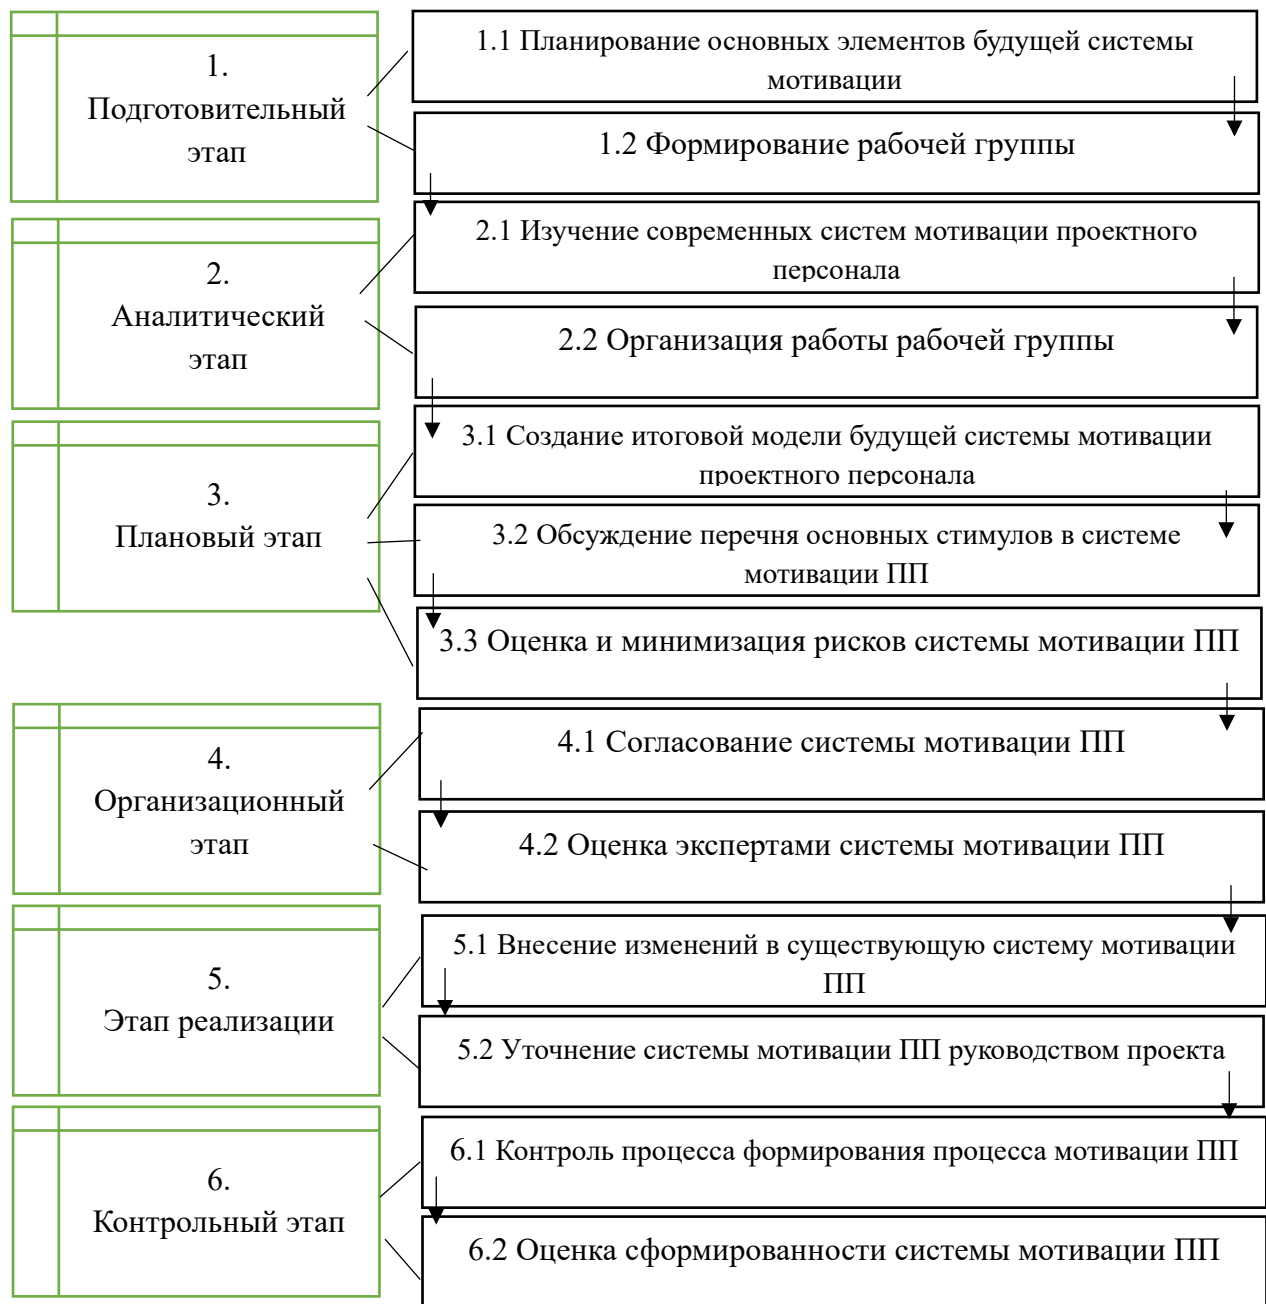 1.
Подготовительный
этап
1.1 Планирование основных элементов будущей системы
мотивации
1.2 Формирование рабочей группы
2.
Аналитический
этап
2.1 Изучение современных систем мотивации проектного
персонала
2.2 Организация работы рабочей группы
3.
Плановый этап
3.1 Создание итоговой модели будущей системы мотивации
проектного персонала
3.2 Обсуждение перечня основных стимулов в системе
мотивации ПП
3.3 Оценка и минимизация рисков системы мотивации ПП
4.
Организационный
этап
4.1 Согласование системы мотивации ПП
4.2 Оценка экспертами системы мотивации ПП
5.
Этап реализации
5.1 Внесение изменений в существующую систему мотивации
ПП
5.2 Уточнение системы мотивации ПП руководством проекта
6.
Контрольный этап
6.1 Контроль процесса формирования процесса мотивации ПП
6.2 Оценка сформированности системы мотивации ПП